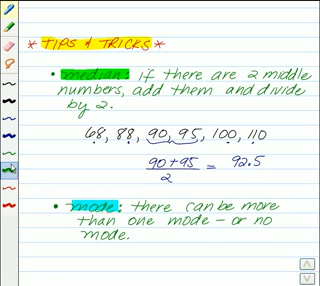 * TIPS & TRICKS *
• median: if there are 2 middle
numbers, add them and divide
by 2.
68, 88, 90, 95, 100, 110
90 + 95 / 2 = 92.5
• mode: there can be more
than one mode - or no
mode.